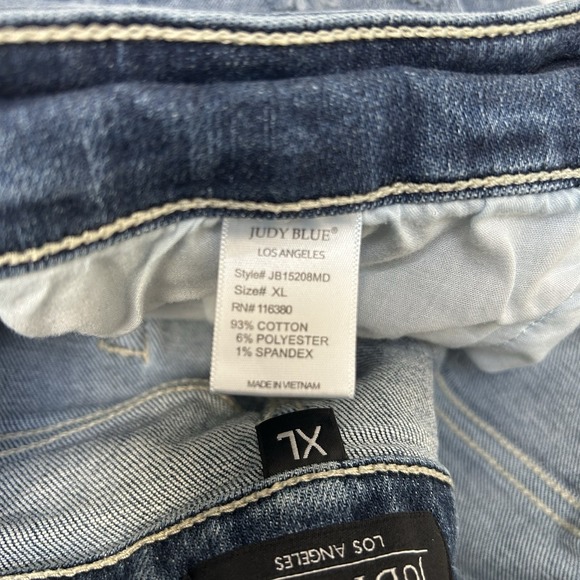 JUDY BLUE®
LOS ANGELES
Style# JB15208MD
Size# XL
RN# 116380
93% COTTON
6% POLYESTER
1% SPANDEX
MADE IN VIETNAM
XL
LOS ANGELES